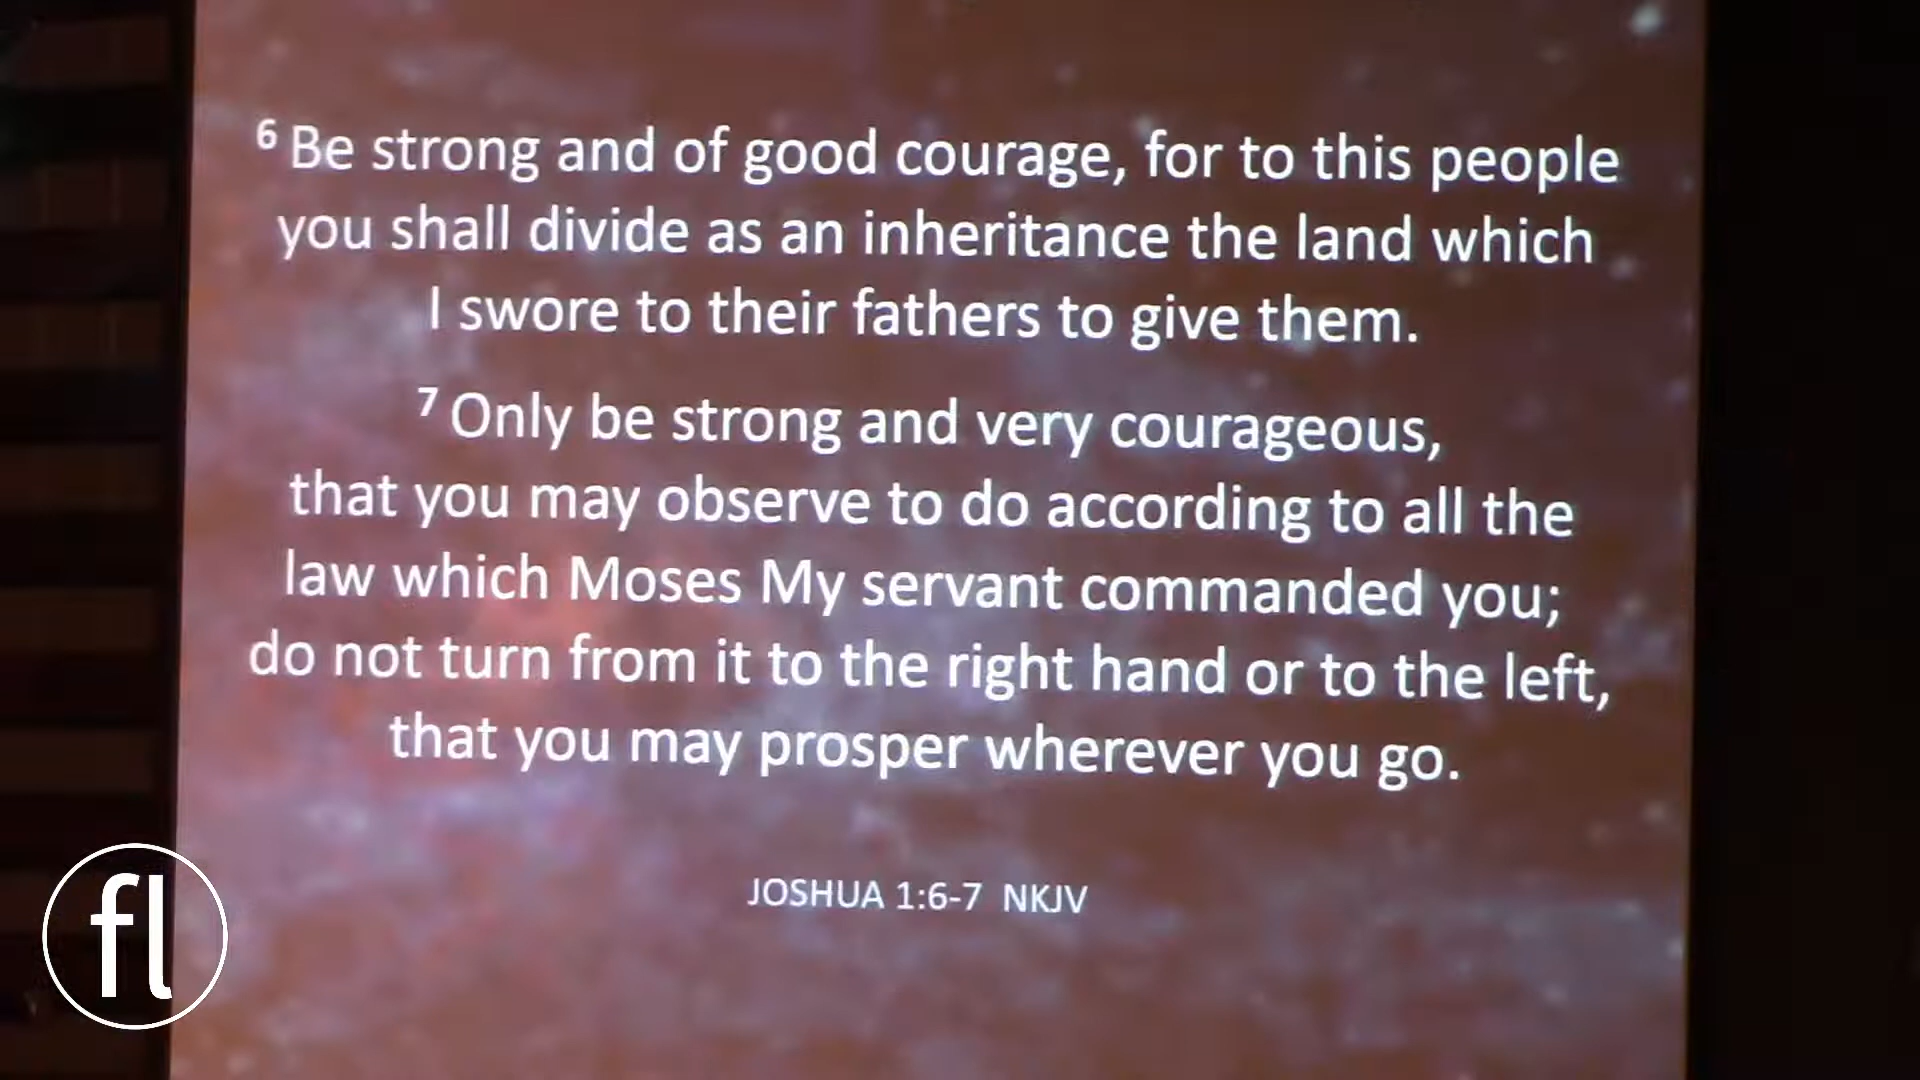 6 Be strong and of good courage, for to this people
you shall divide as an inheritance the land which
I swore to their fathers to give them.
7 Only be strong and very courageous,
that you may observe to do according to all the
law which Moses My servant commanded you;
do not turn from it to the right hand or to the left,
that you may prosper wherever you go.
JOSHUA 1:6-7 NKJV
fl